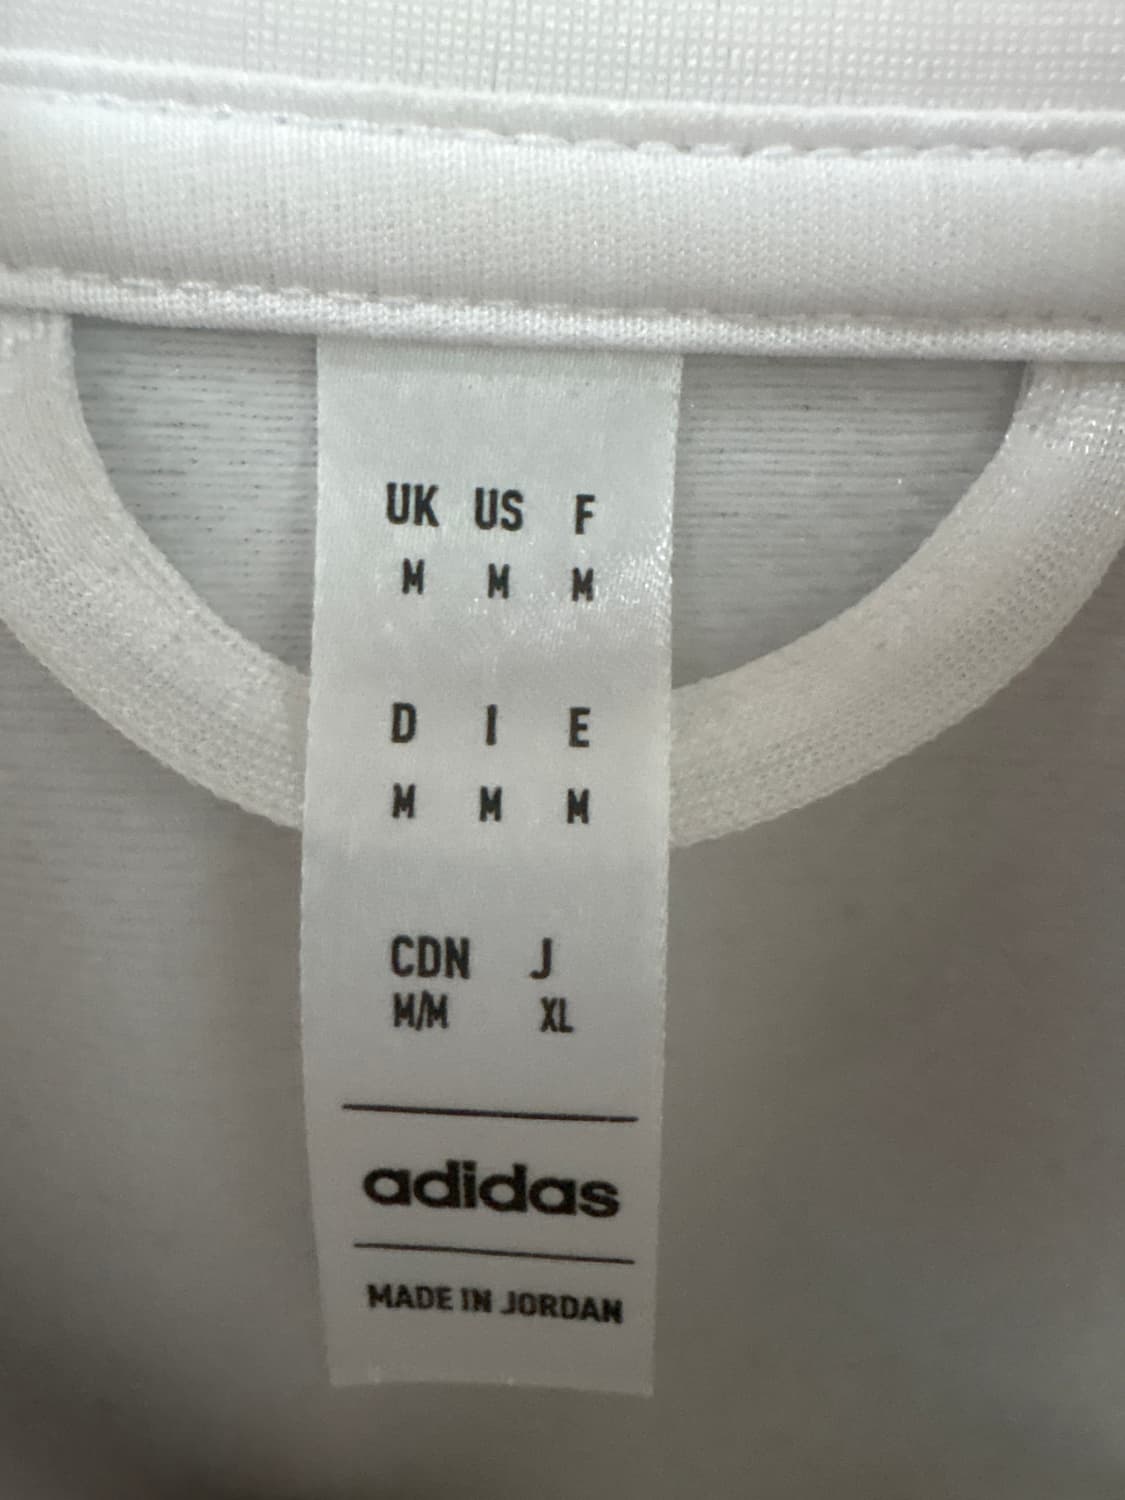 UK US F
M M M
D I E
M M M
CDN J
M/M XL
adidas
MADE IN JORDAN